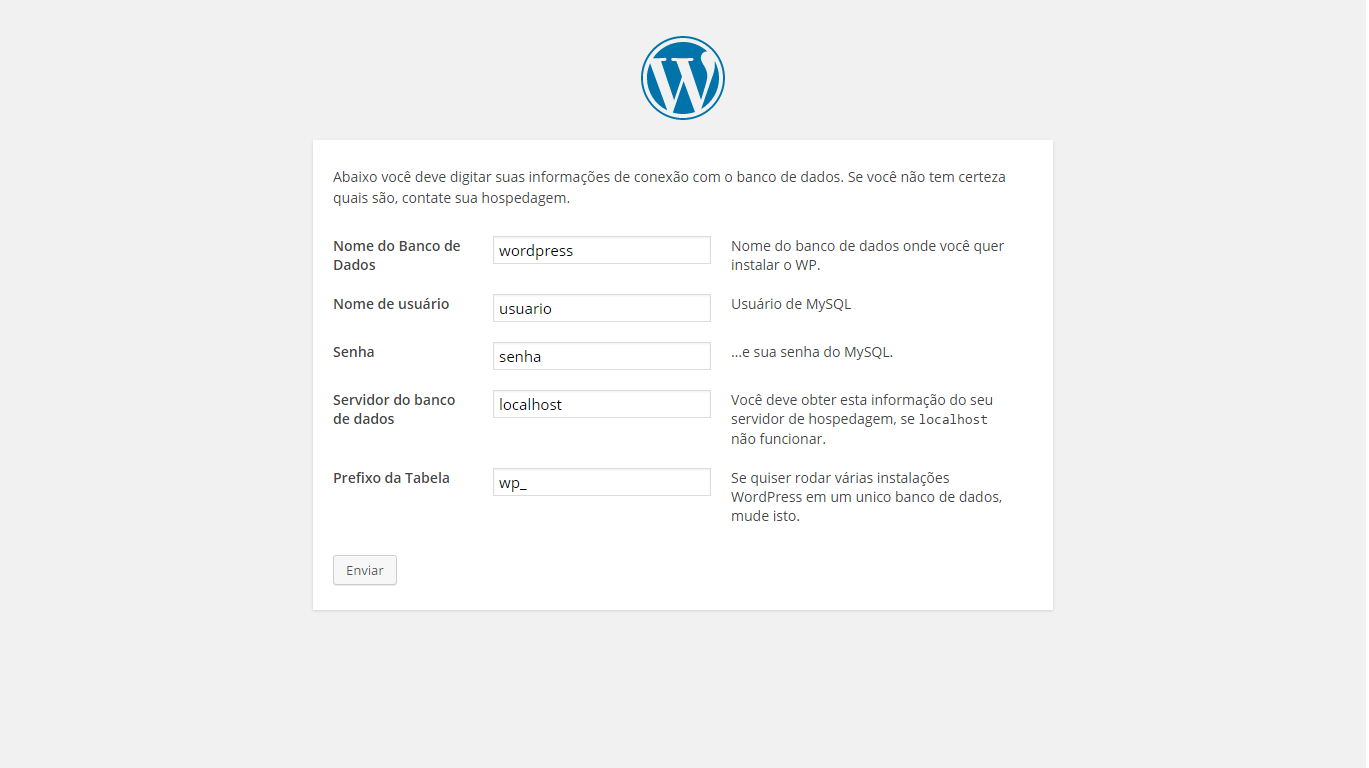 Abaixo você deve digitar suas informações de conexão com o banco de dados. Se você não tem certeza
quais são, contate sua hospedagem.
Nome do Banco de
Dados
wordpress
Nome do banco de dados onde você quer
instalar o WP.
Nome de usuário
usuario
Usuário de MySQL
Senha
senha
...e sua senha do MySQL.
Servidor do banco
de dados
localhost
Você deve obter esta informação do seu
servidor de hospedagem, se localhost
não funcionar.
Prefixo da Tabela
wp_
Se quiser rodar várias instalações
WordPress em um unico banco de dados,
mude isto.
Enviar